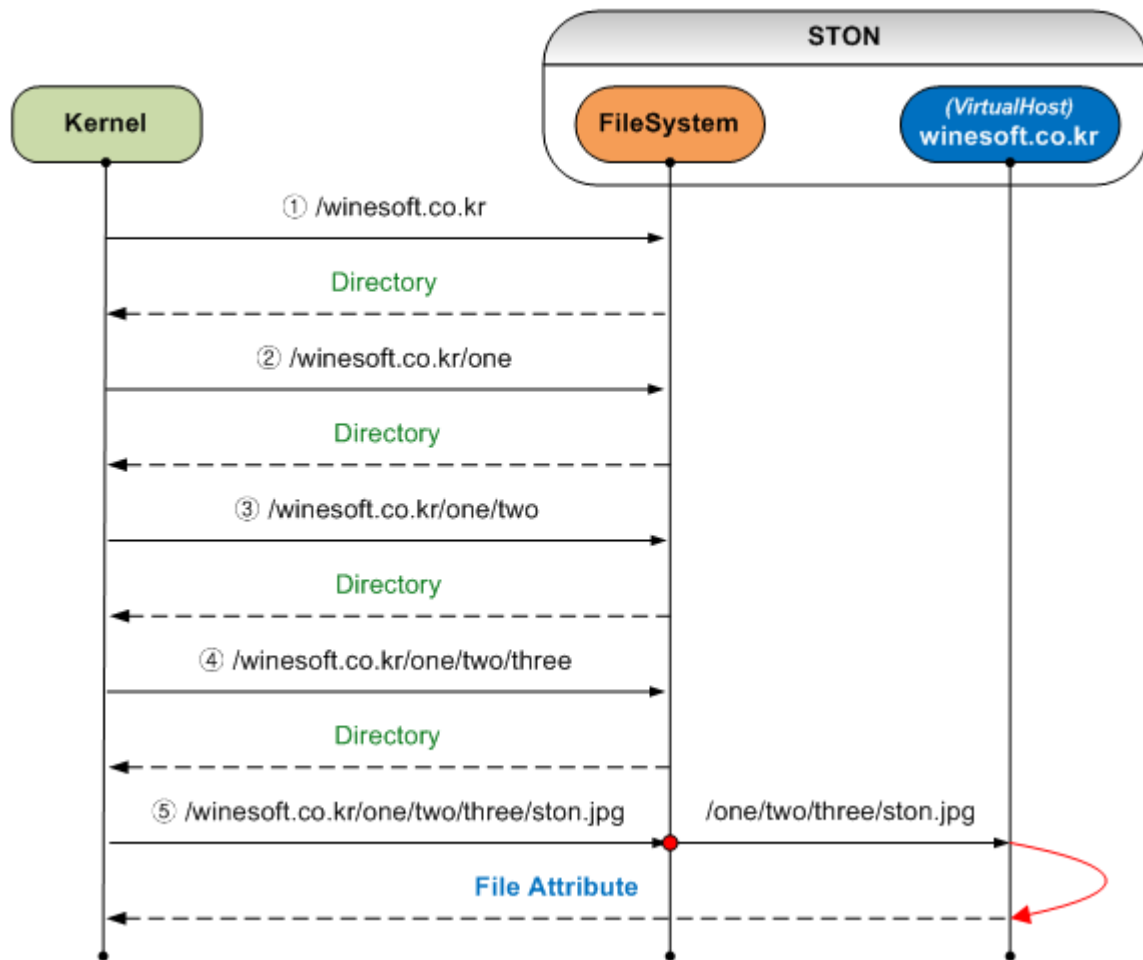 STON
Kernel
FileSystem
(VirtualHost)
winesoft.co.kr
① /winesoft.co.kr
Directory
② /winesoft.co.kr/one
Directory
③ /winesoft.co.kr/one/two
Directory
④ /winesoft.co.kr/one/two/three
Directory
⑤ /winesoft.co.kr/one/two/three/ston.jpg
/one/two/three/ston.jpg
File Attribute